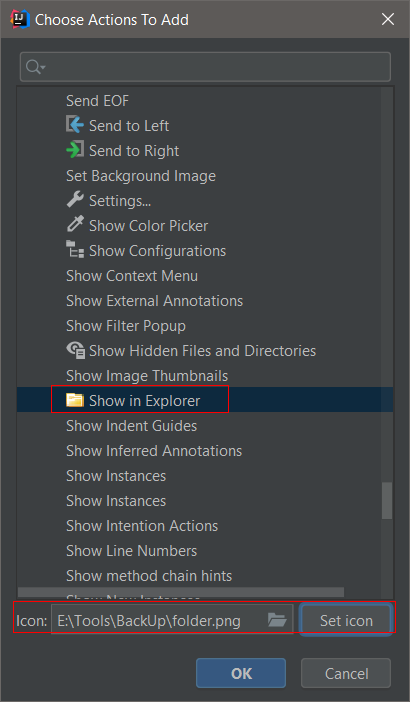 Choose Actions To Add
Send EOF
Send to Left
Send to Right
Set Background Image
Settings...
Show Color Picker
Show Configurations
Show Context Menu
Show External Annotations
Show Filter Popup
Show Hidden Files and Directories
Show Image Thumbnails
Show in Explorer
Show Indent Guides
Show Inferred Annotations
Show Instances
Show Instances
Show Intention Actions
Show Line Numbers
Show method chain hints
Show New Instances
Icon: E:\Tools\BackUp\folder.png Set icon
OK Cancel